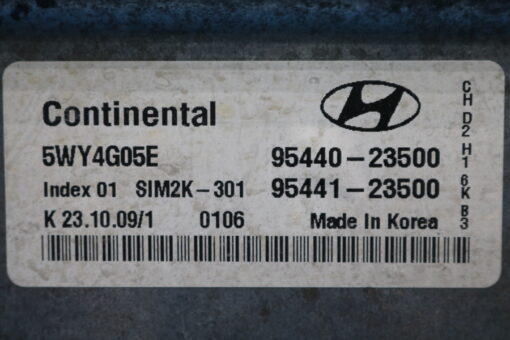 Continental
5WY4G05E 95440-23500
Index 01 SIM2K-301 95441-23500
K 23.10.09/1 0106 Made In Korea
CH D2 H1 6K B3